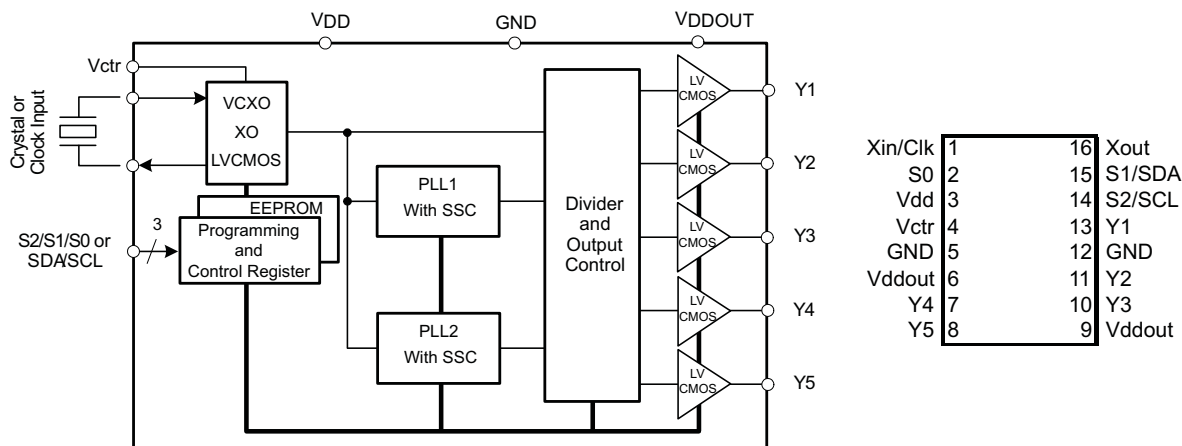 VDD
GND
VDDOUT
Vctr
Crystal or
Clock Input
VCXO
XO
LVCMOS
EEPROM
Programming
and
Control Register
3
S2/S1/S0 or
SDA/SCL
PLL1
With SSC
PLL2
With SSC
Divider
and
Output
Control
LV
CMOS
Y1
LV
CMOS
Y2
LV
CMOS
Y3
LV
CMOS
Y4
LV
CMOS
Y5
Xin/Clk 1 16 Xout
S0 2 15 S1/SDA
Vdd 3 14 S2/SCL
Vctr 4 13 Y1
GND 5 12 GND
Vddout 6 11 Y2
Y4 7 10 Y3
Y5 8 9 Vddout